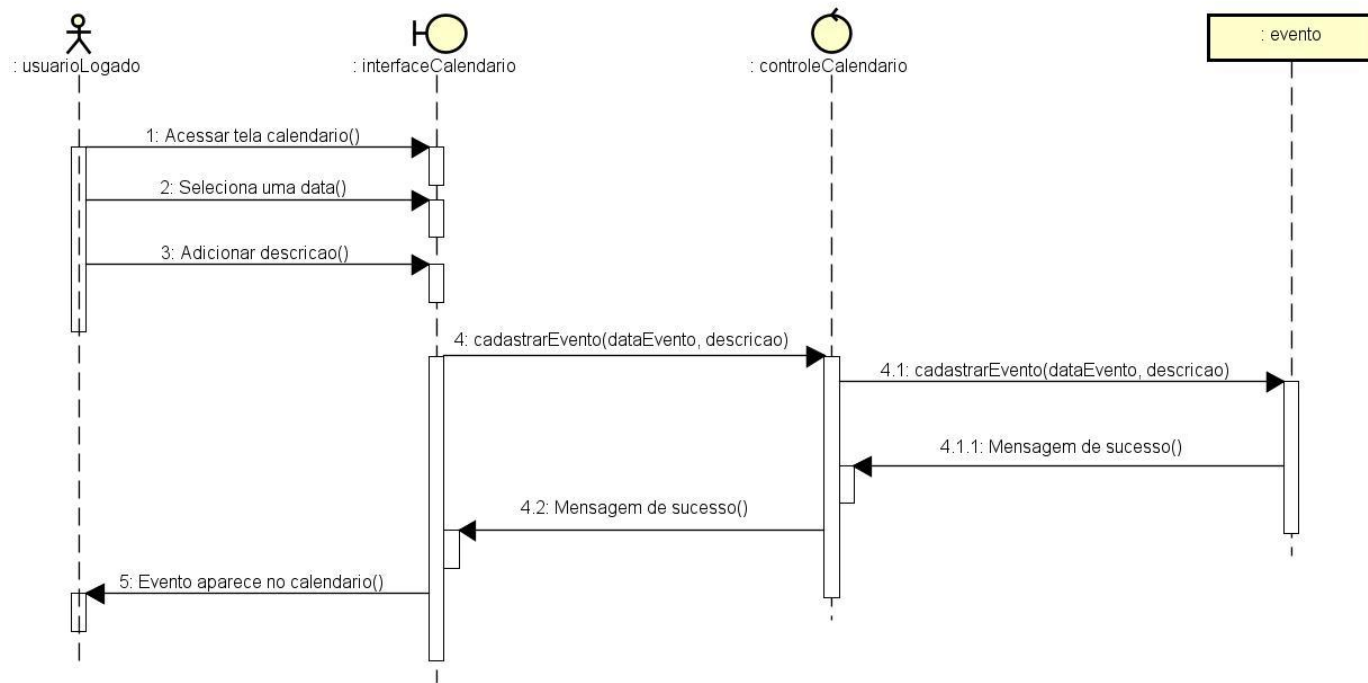 : usuarioLogado
: interfaceCalendario
: controleCalendario
: evento
1: Acessar tela calendario()
2: Seleciona uma data()
3: Adicionar descricao()
4: cadastrarEvento(dataEvento, descricao)
4.1: cadastrarEvento(dataEvento, descricao)
4.1.1: Mensagem de sucesso()
4.2: Mensagem de sucesso()
5: Evento aparece no calendario()